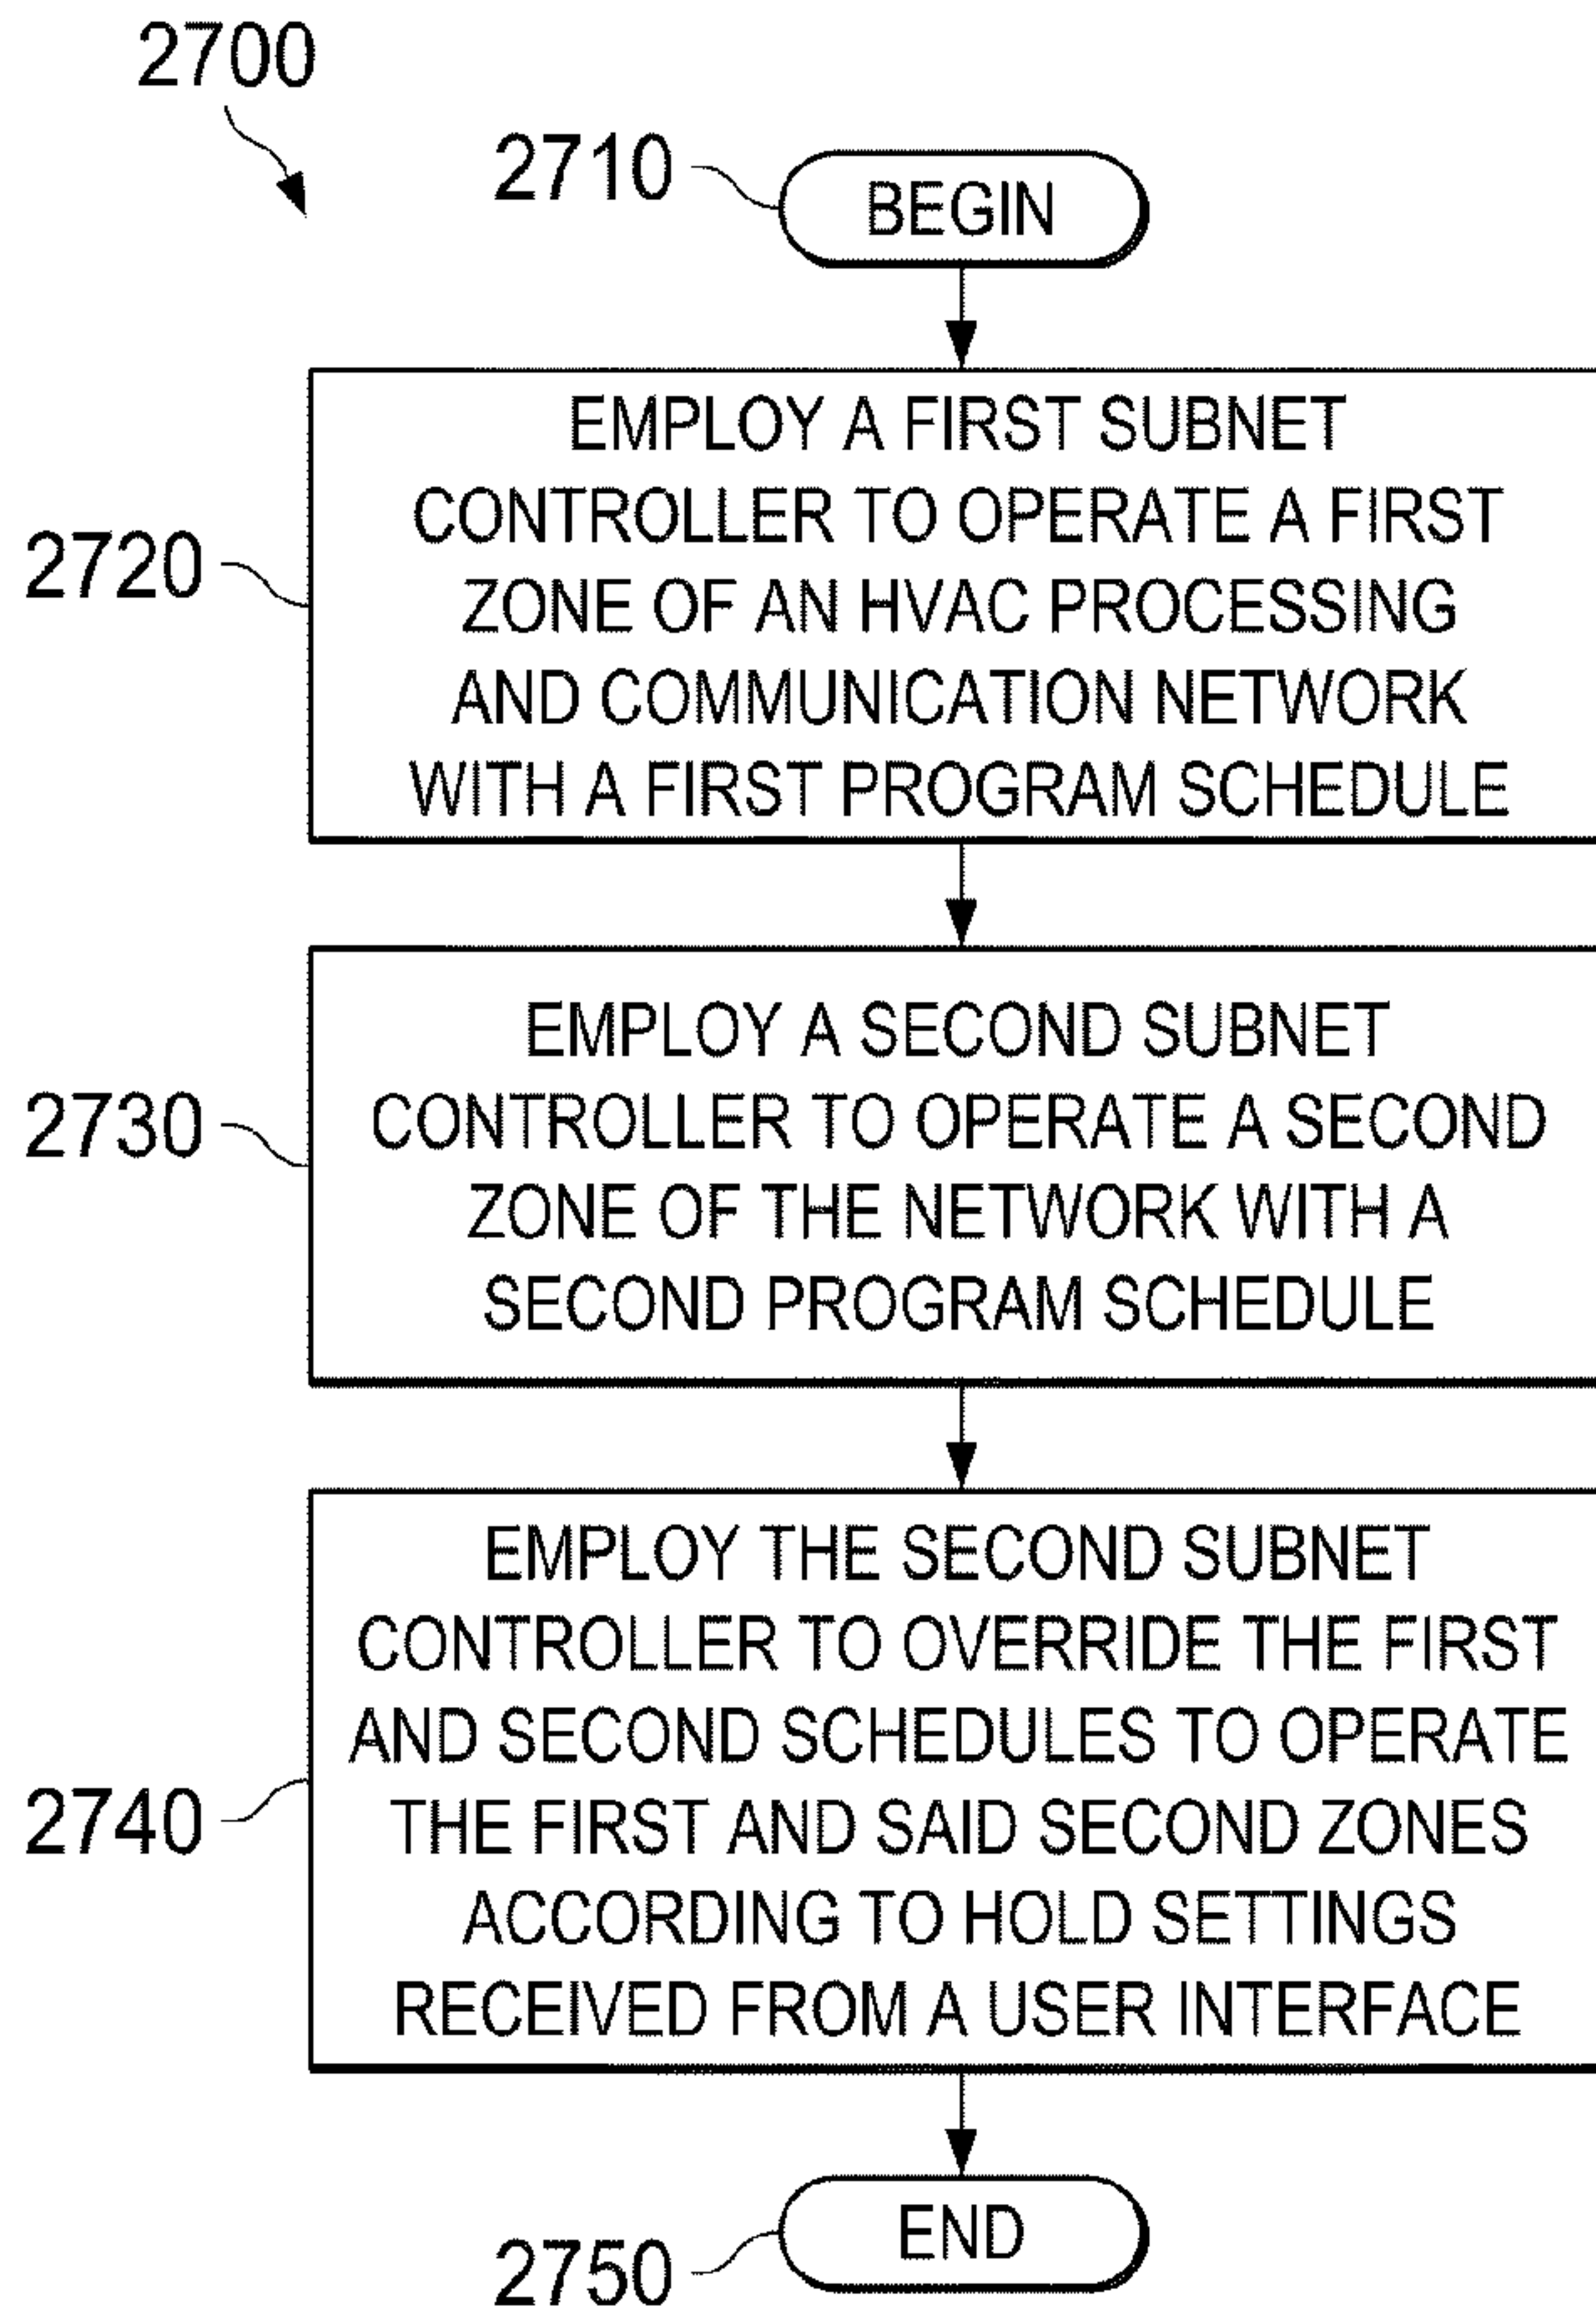 2700
2710
BEGIN
2720
EMPLOY A FIRST SUBNET
CONTROLLER TO OPERATE A FIRST
ZONE OF AN HVAC PROCESSING
AND COMMUNICATION NETWORK
WITH A FIRST PROGRAM SCHEDULE
2730
EMPLOY A SECOND SUBNET
CONTROLLER TO OPERATE A SECOND
ZONE OF THE NETWORK WITH A
SECOND PROGRAM SCHEDULE
2740
EMPLOY THE SECOND SUBNET
CONTROLLER TO OVERRIDE THE FIRST
AND SECOND SCHEDULES TO OPERATE
THE FIRST AND SAID SECOND ZONES
ACCORDING TO HOLD SETTINGS
RECEIVED FROM A USER INTERFACE
2750
END